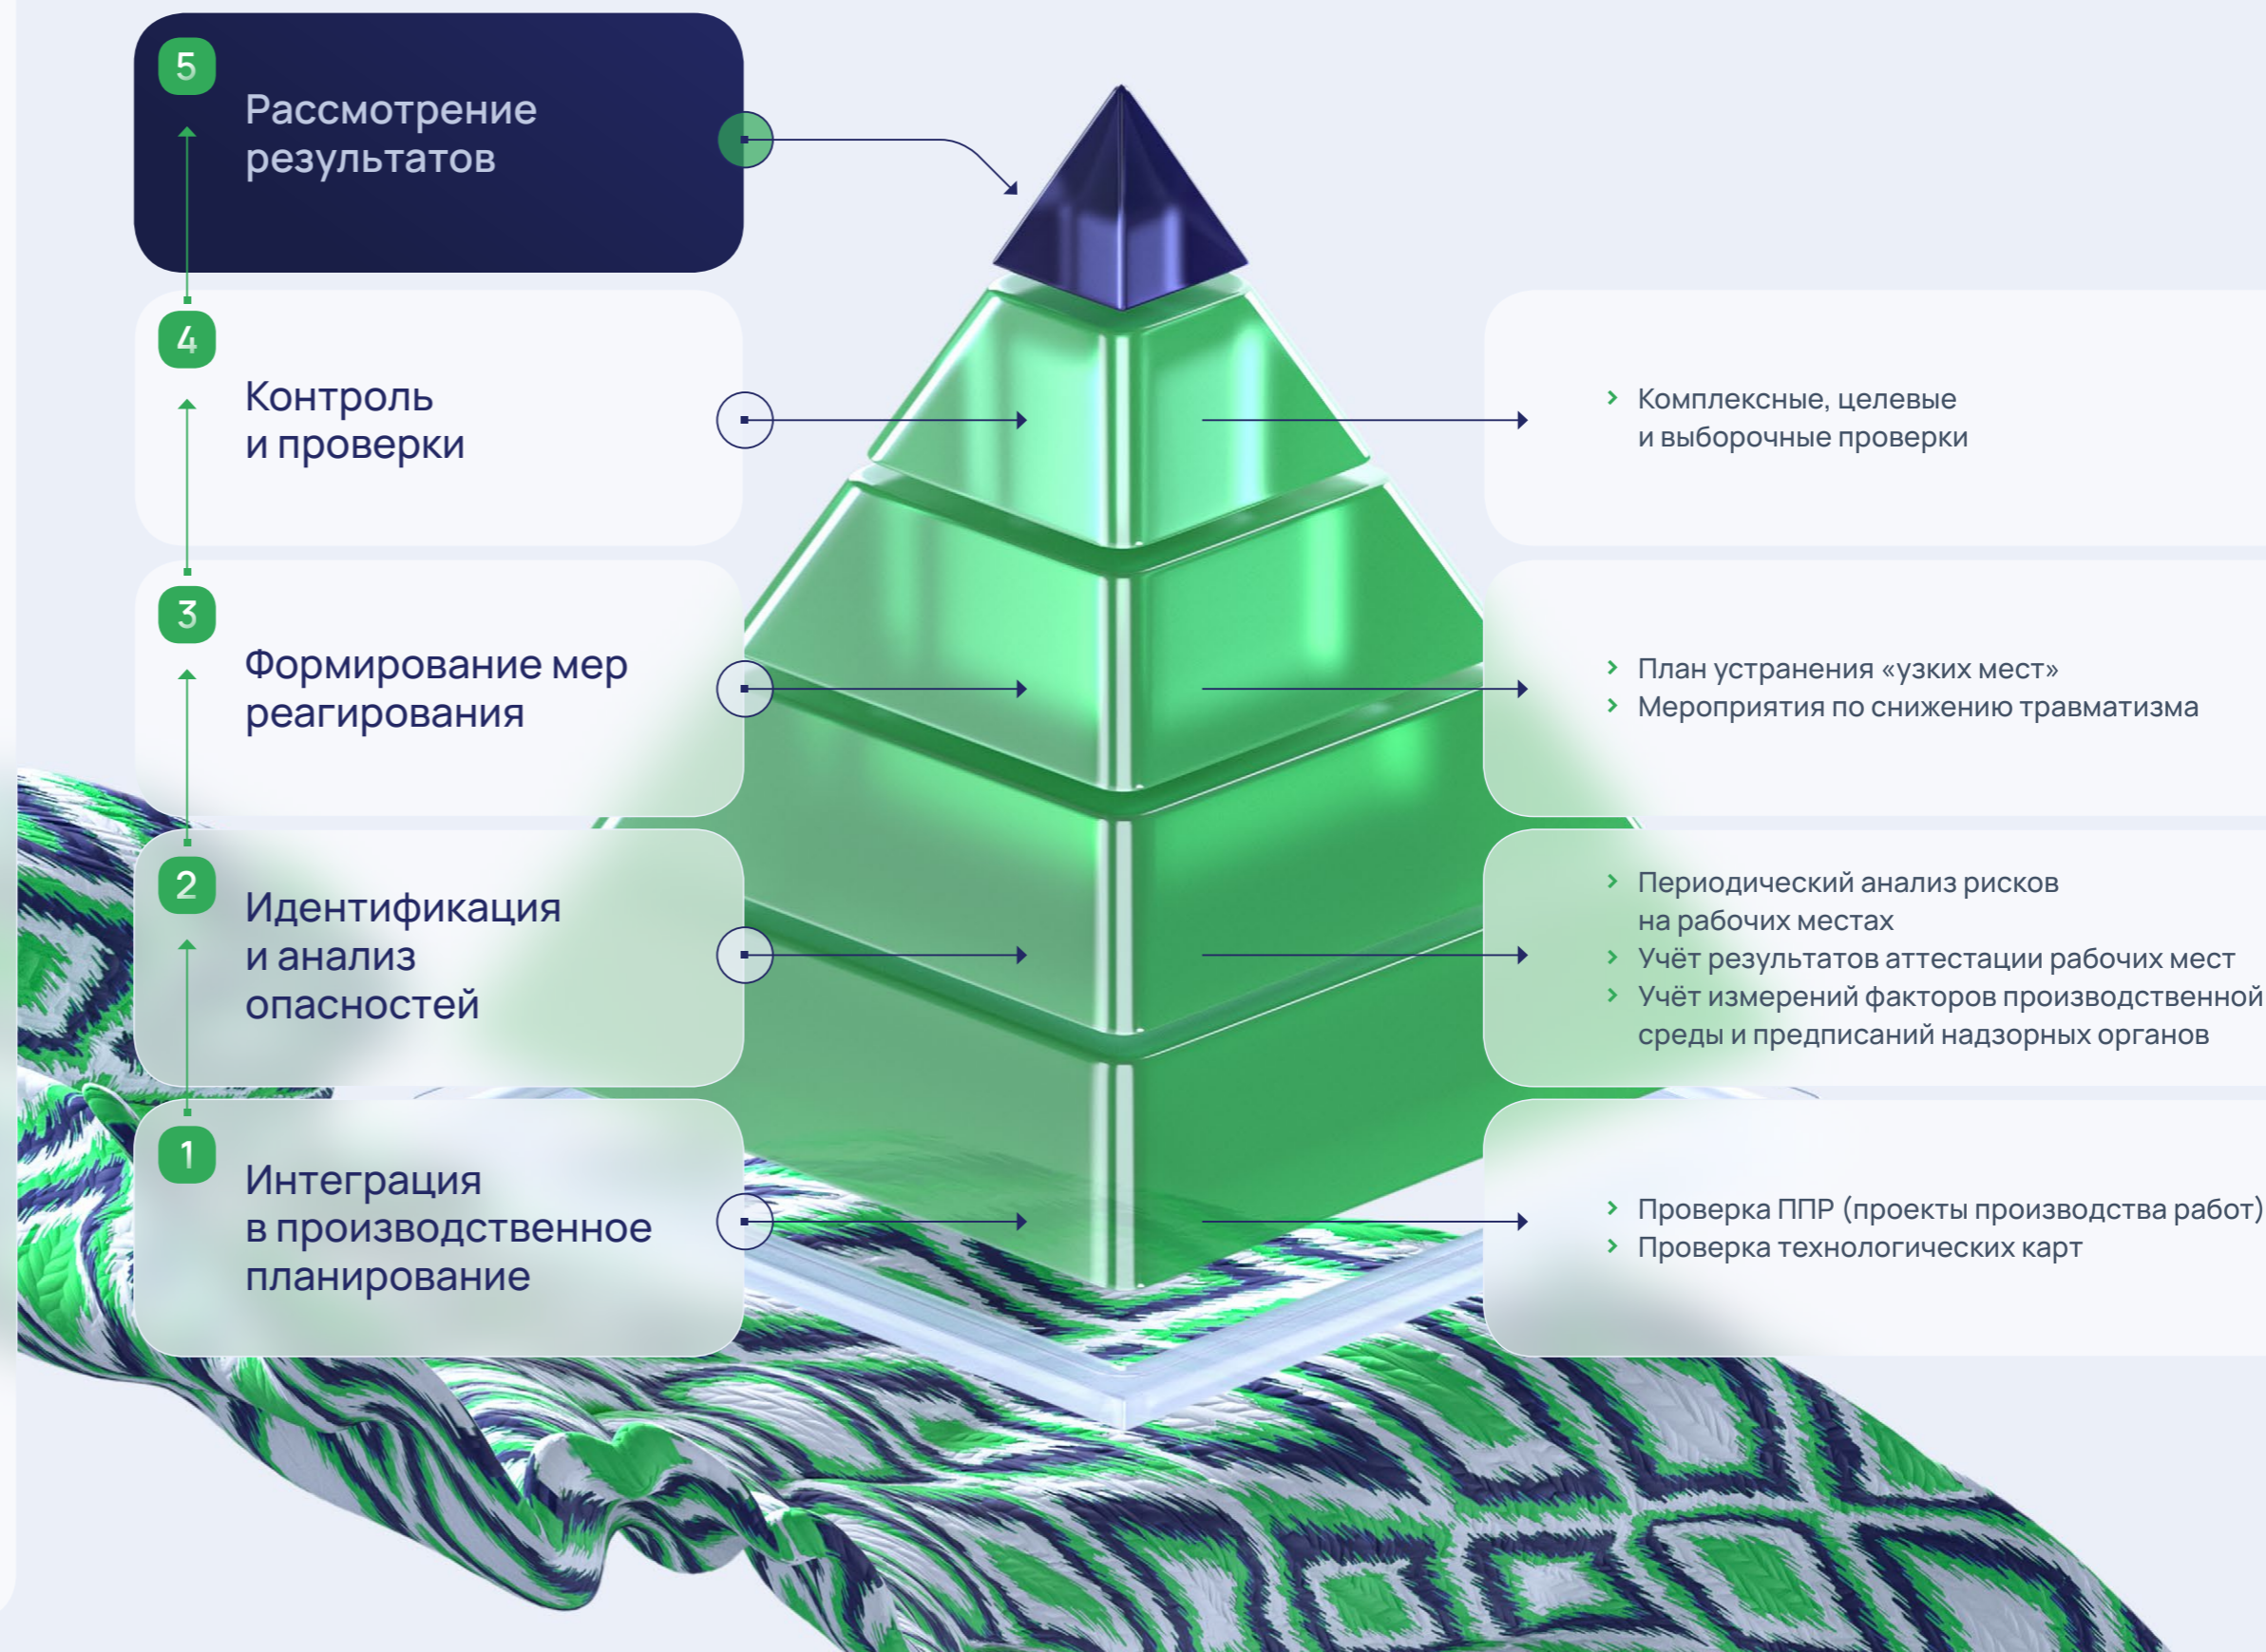 5
Рассмотрение
результатов
4
Контроль
и проверки
Комплексные, целевые
и выборочные проверки
3
Формирование мер
реагирования
План устранения «узких мест»
Мероприятия по снижению травматизма
2
Идентификация
и анализ
опасностей
Периодический анализ рисков
на рабочих местах
Учёт результатов аттестации рабочих мест
Учёт измерений факторов производственной
среды и предписаний надзорных органов
1
Интеграция
в производственное
планирование
Проверка ППР (проекты производства работ)
Проверка технологических карт